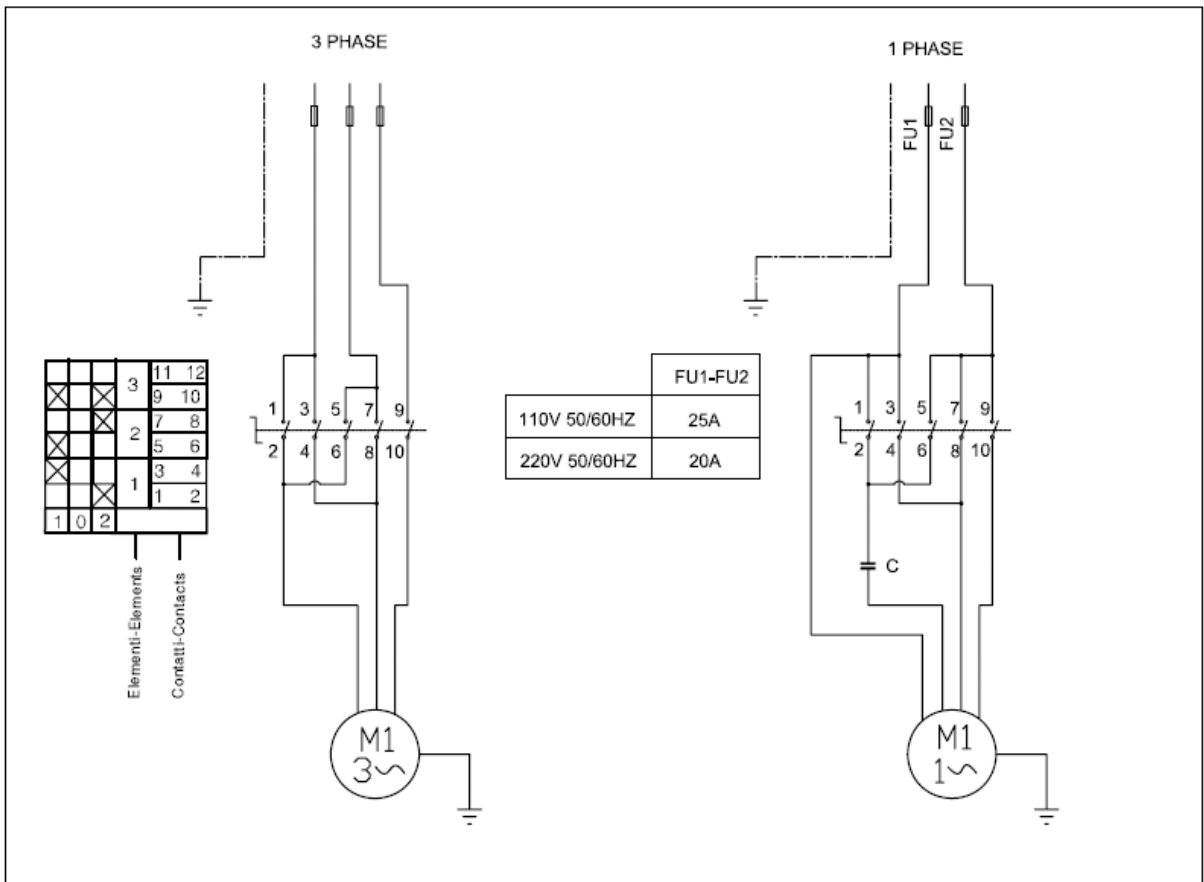 3 PHASE
1 PHASE
FU1
FU2
3
11 12
9 10
2
7 8
5 6
1
3 4
1 2
1 0 2
Elementi-Elements
Contatti-Contacts
1 3 5 7 9
2 4 6 8 10
FU1-FU2
110V 50/60HZ 25A
220V 50/60HZ 20A
1 3 5 7 9
2 4 6 8 10
C
M1
3~
M1
1~